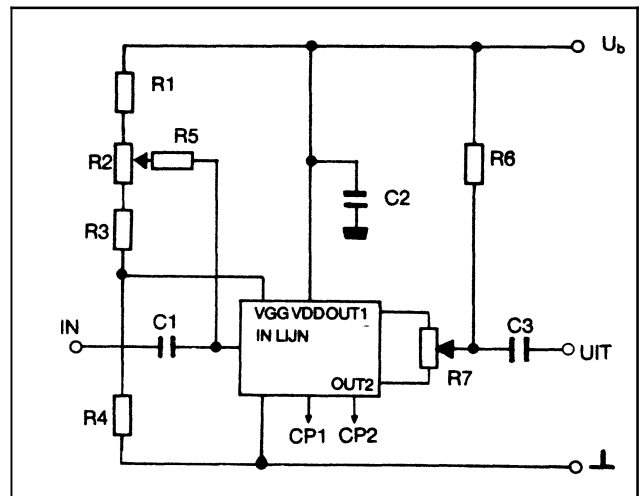 U_b
R1
R5
R2
R6
C2
R3
VGG VDD OUT1
IN
C1
IN LIJN
C3
UIT
R7
OUT2
R4
CP1 CP2